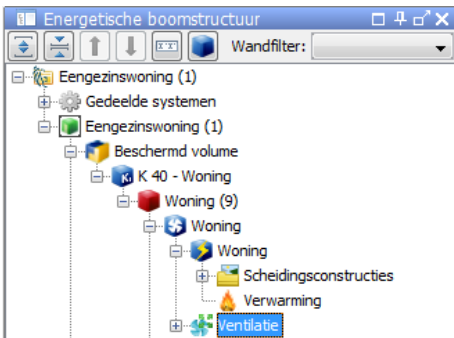 Energetische boomstructuur
Wandfilter:
Eengezinswoning (1)
Gedeelde systemen
Eengezinswoning (1)
Beschermd volume
K 40 - Woning
Woning (9)
Woning
Woning
Scheidingsconstructies
Verwarming
Ventilatie